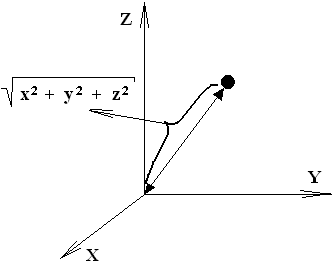 Z
√x² + y² + z²
Y
X